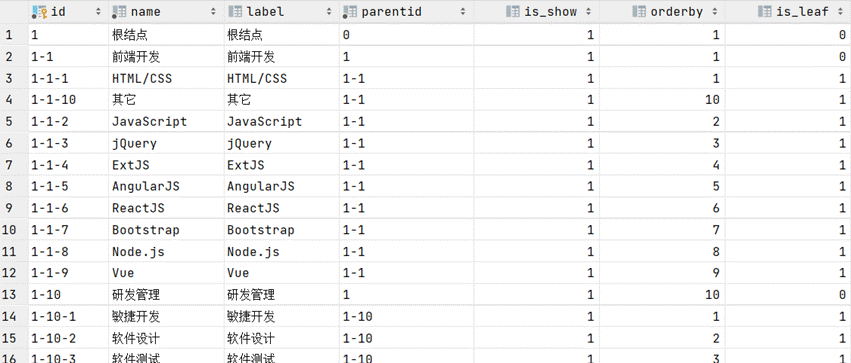 id name label parentid is_show orderby is_leaf
1 1 根结点 根结点 0 1 1 0
2 1-1 前端开发 前端开发 1 1 1 0
3 1-1-1 HTML/CSS HTML/CSS 1-1 1 1 1
4 1-1-10 其它 其它 1-1 1 10 1
5 1-1-2 JavaScript JavaScript 1-1 1 2 1
6 1-1-3 jQuery jQuery 1-1 1 3 1
7 1-1-4 ExtJS ExtJS 1-1 1 4 1
8 1-1-5 AngularJS AngularJS 1-1 1 5 1
9 1-1-6 ReactJS ReactJS 1-1 1 6 1
10 1-1-7 Bootstrap Bootstrap 1-1 1 7 1
11 1-1-8 Node.js Node.js 1-1 1 8 1
12 1-1-9 Vue Vue 1-1 1 9 1
13 1-10 研发管理 研发管理 1 1 10 0
14 1-10-1 敏捷开发 敏捷开发 1-10 1 1 1
15 1-10-2 软件设计 软件设计 1-10 1 2 1
16 1-10-3 软件测试 软件测试 1-10 1 3 1